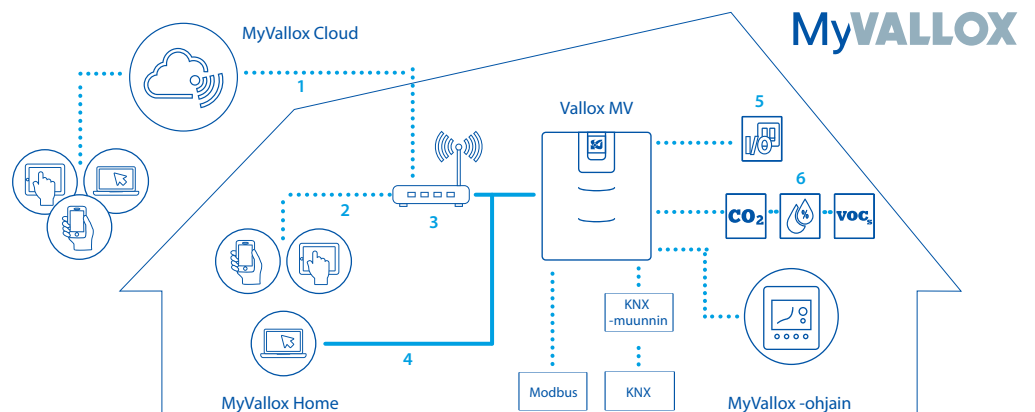 MyVALLOX
MyVallox Cloud
1
Vallox MV
5
I/O
6
CO₂
%
VOCs
2
3
KNX
-muunnin
4
Modbus
KNX
MyVallox Home
MyVallox -ohjain